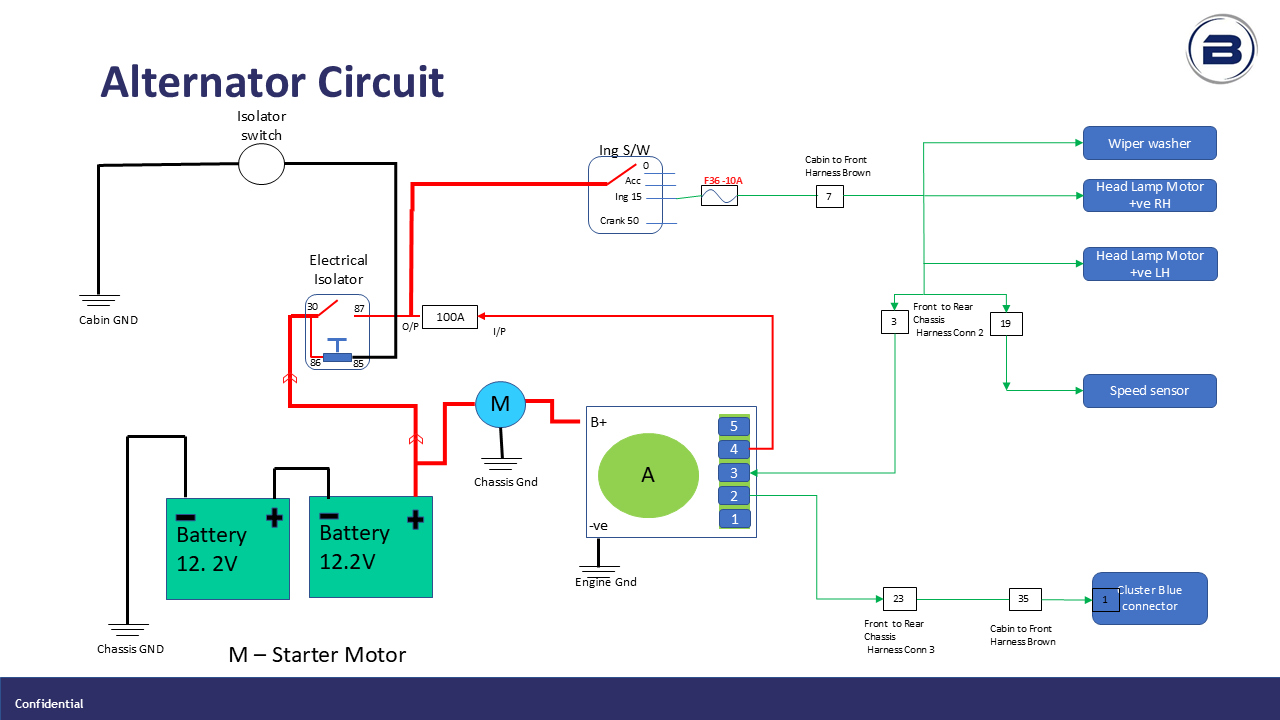 Alternator Circuit
B
Isolator
switch
Cabin GND
Electrical
Isolator
30
87
86
85
O/P
100A
I/P
Ing S/W
0
Acc
Ing 15
Crank 50
F36 -10A
Cabin to Front
Harness Brown
7
Wiper washer
Head Lamp Motor
+ve RH
Head Lamp Motor
+ve LH
3
Front to Rear
Chassis
Harness Conn 2
19
Speed sensor
M
Chassis Gnd
B+
A
-ve
5
4
3
2
1
Engine Gnd
Battery
12. 2V
Battery
12.2V
Chassis GND
M – Starter Motor
23
Front to Rear
Chassis
Harness Conn 3
35
Cabin to Front
Harness Brown
1
Cluster Blue
connector
Confidential